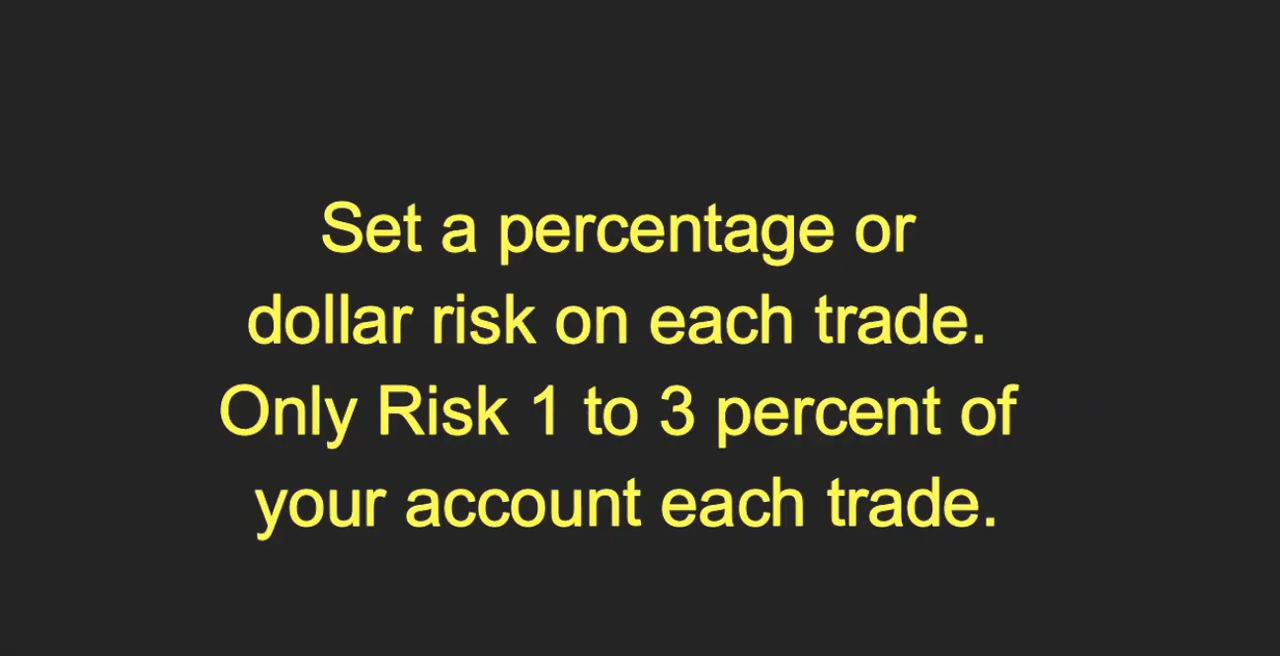 Set a percentage or
dollar risk on each trade.
Only Risk 1 to 3 percent of
your account each trade.